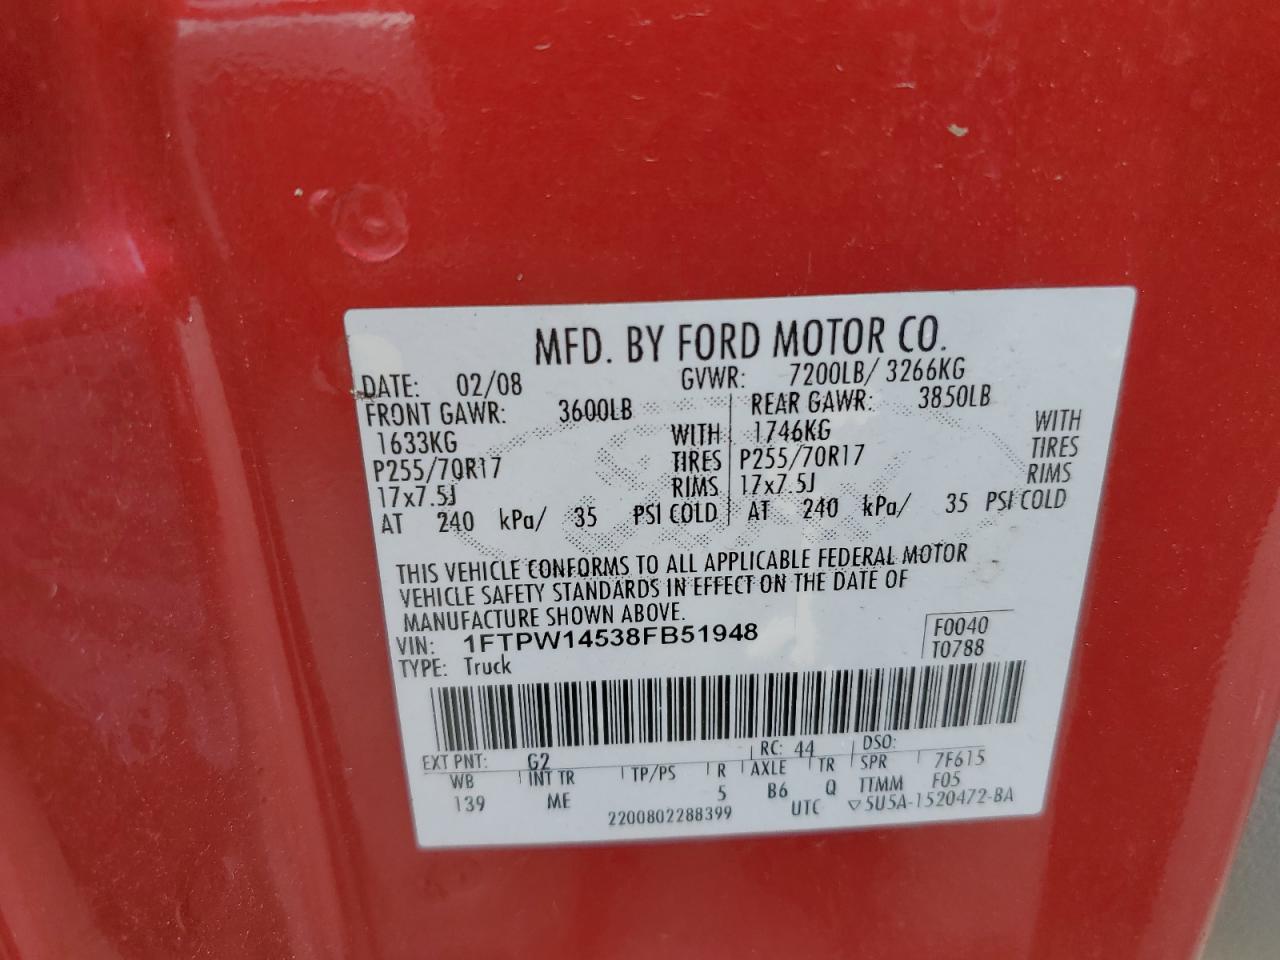 MFD. BY FORD MOTOR CO.
DATE: 02/08 GVWR: 7200LB/ 3266KG
FRONT GAWR: 3600LB REAR GAWR: 3850LB
1633KG WITH 1746KG WITH
P255/70R17 TIRES P255/70R17 TIRES
17x7.5J RIMS 17x7.5J RIMS
AT 240 kPa/ 35 PSI COLD AT 240 kPa/ 35 PSI COLD
THIS VEHICLE CONFORMS TO ALL APPLICABLE FEDERAL MOTOR
VEHICLE SAFETY STANDARDS IN EFFECT ON THE DATE OF
MANUFACTURE SHOWN ABOVE.
VIN: 1FTPW14538FB51948 F0040
TYPE: Truck T0788
EXT PNT: G2 RC: 44 DSO:
WB INT TR TP/PS R AXLE TR SPR 7F615
139 ME 5 B6 Q TTMM F05
2200802288399 UTC ▽5U5A-1520472-BA